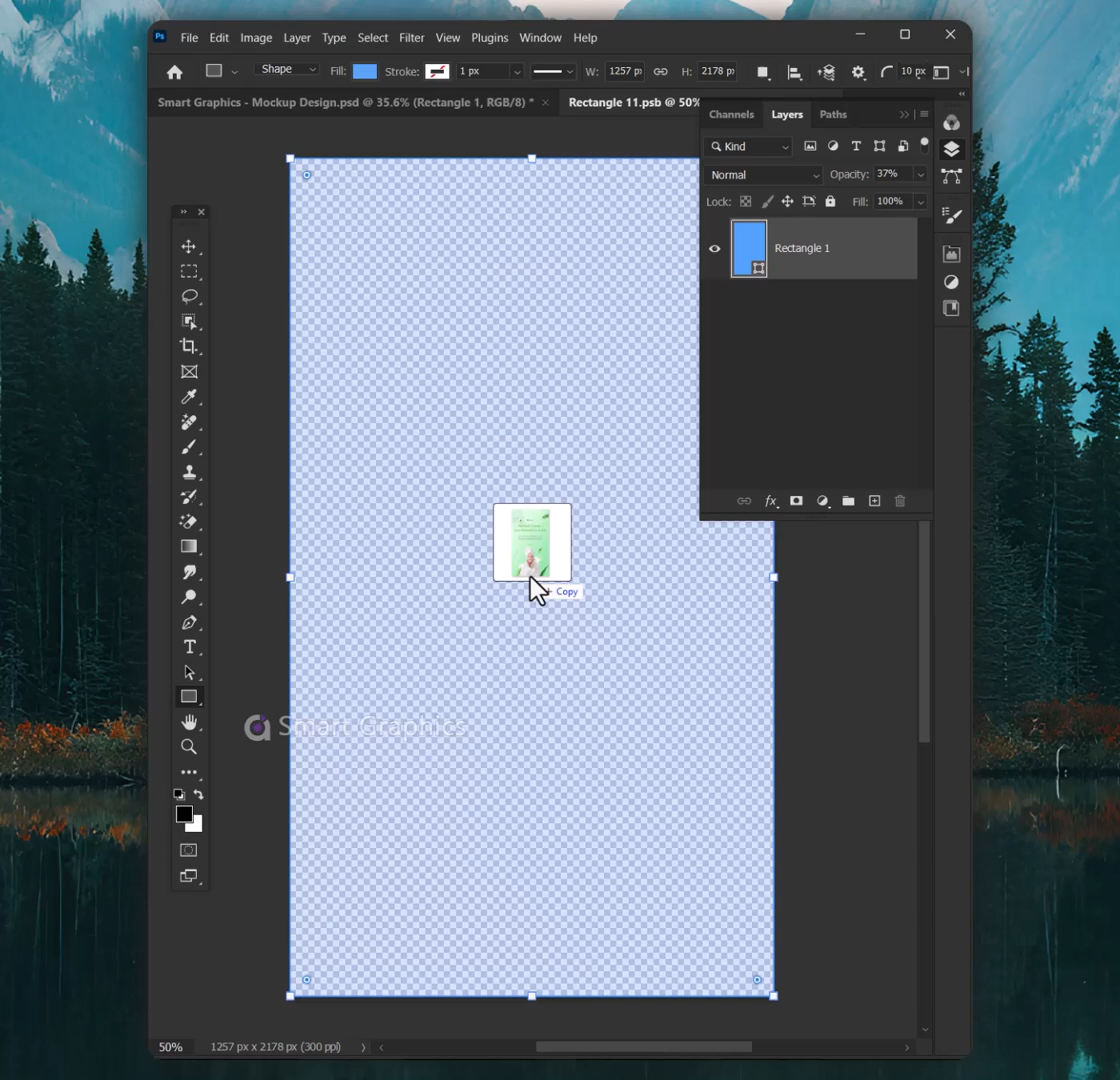 Ps File Edit Image Layer Type Select Filter View Plugins Window Help
Shape Fill: Stroke: 1 px W: 1257 p H: 2178 p 10 px
Smart Graphics - Mockup Design.psd @ 35.6% (Rectangle 1, RGB/8) * × Rectangle 11.psb @ 50%
Channels Layers Paths
Kind
Normal Opacity: 37%
Lock: Fill: 100%
Rectangle 1
fx
Copy
Smart Graphics
50% 1257 px x 2178 px (300 ppi)